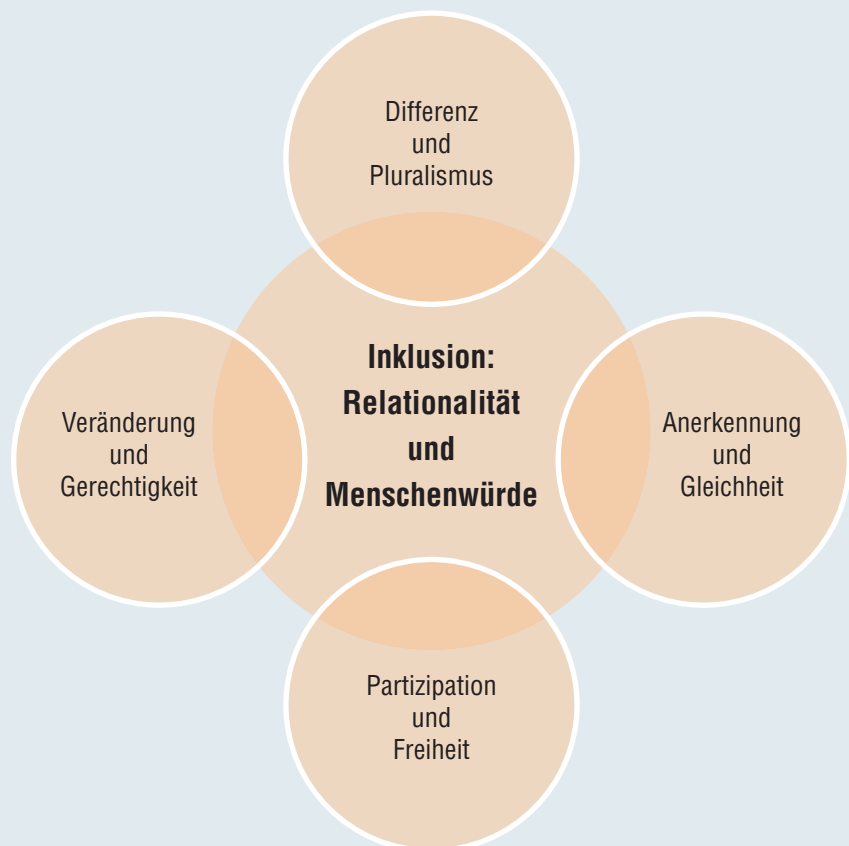 Differenz
und
Pluralismus
Inklusion:
Relationalität
und
Menschenwürde
Veränderung
und
Gerechtigkeit
Anerkennung
und
Gleichheit
Partizipation
und
Freiheit